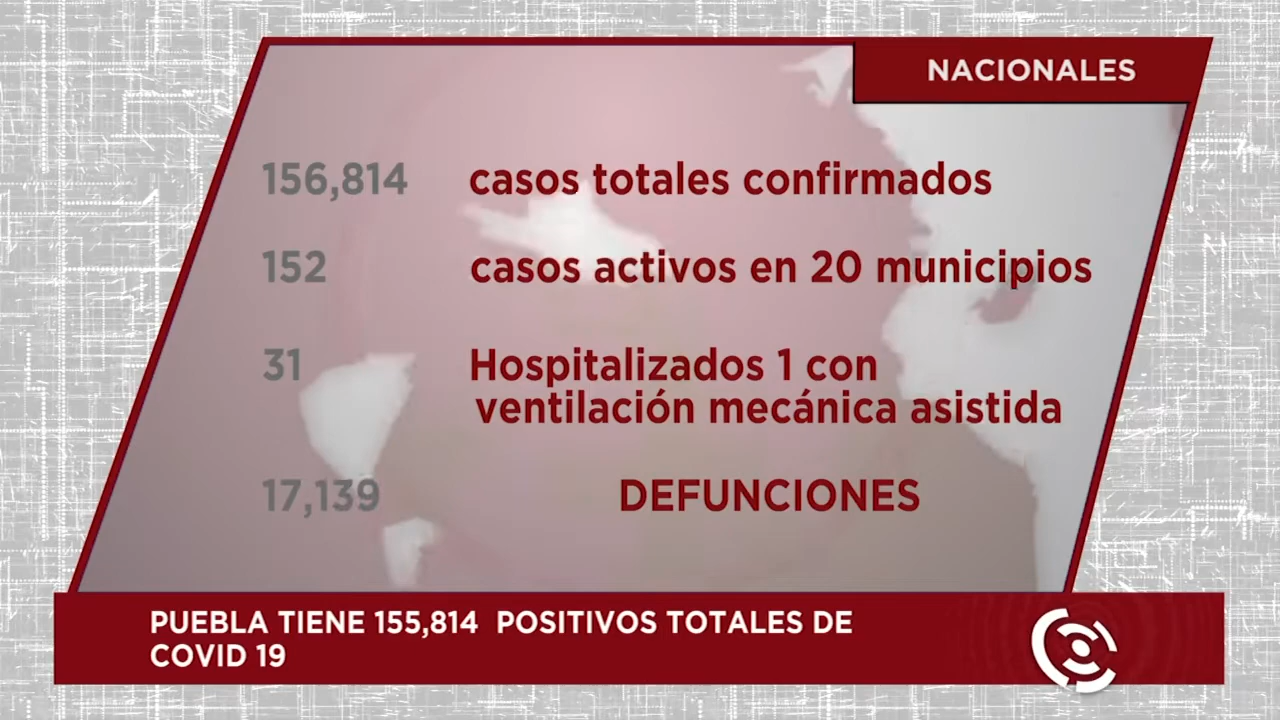 NACIONALES
156,814 casos totales confirmados
152 casos activos en 20 municipios
31 Hospitalizados 1 con
ventilación mecánica asistida
17,139 DEFUNCIONES
PUEBLA TIENE 155,814 POSITIVOS TOTALES DE
COVID 19